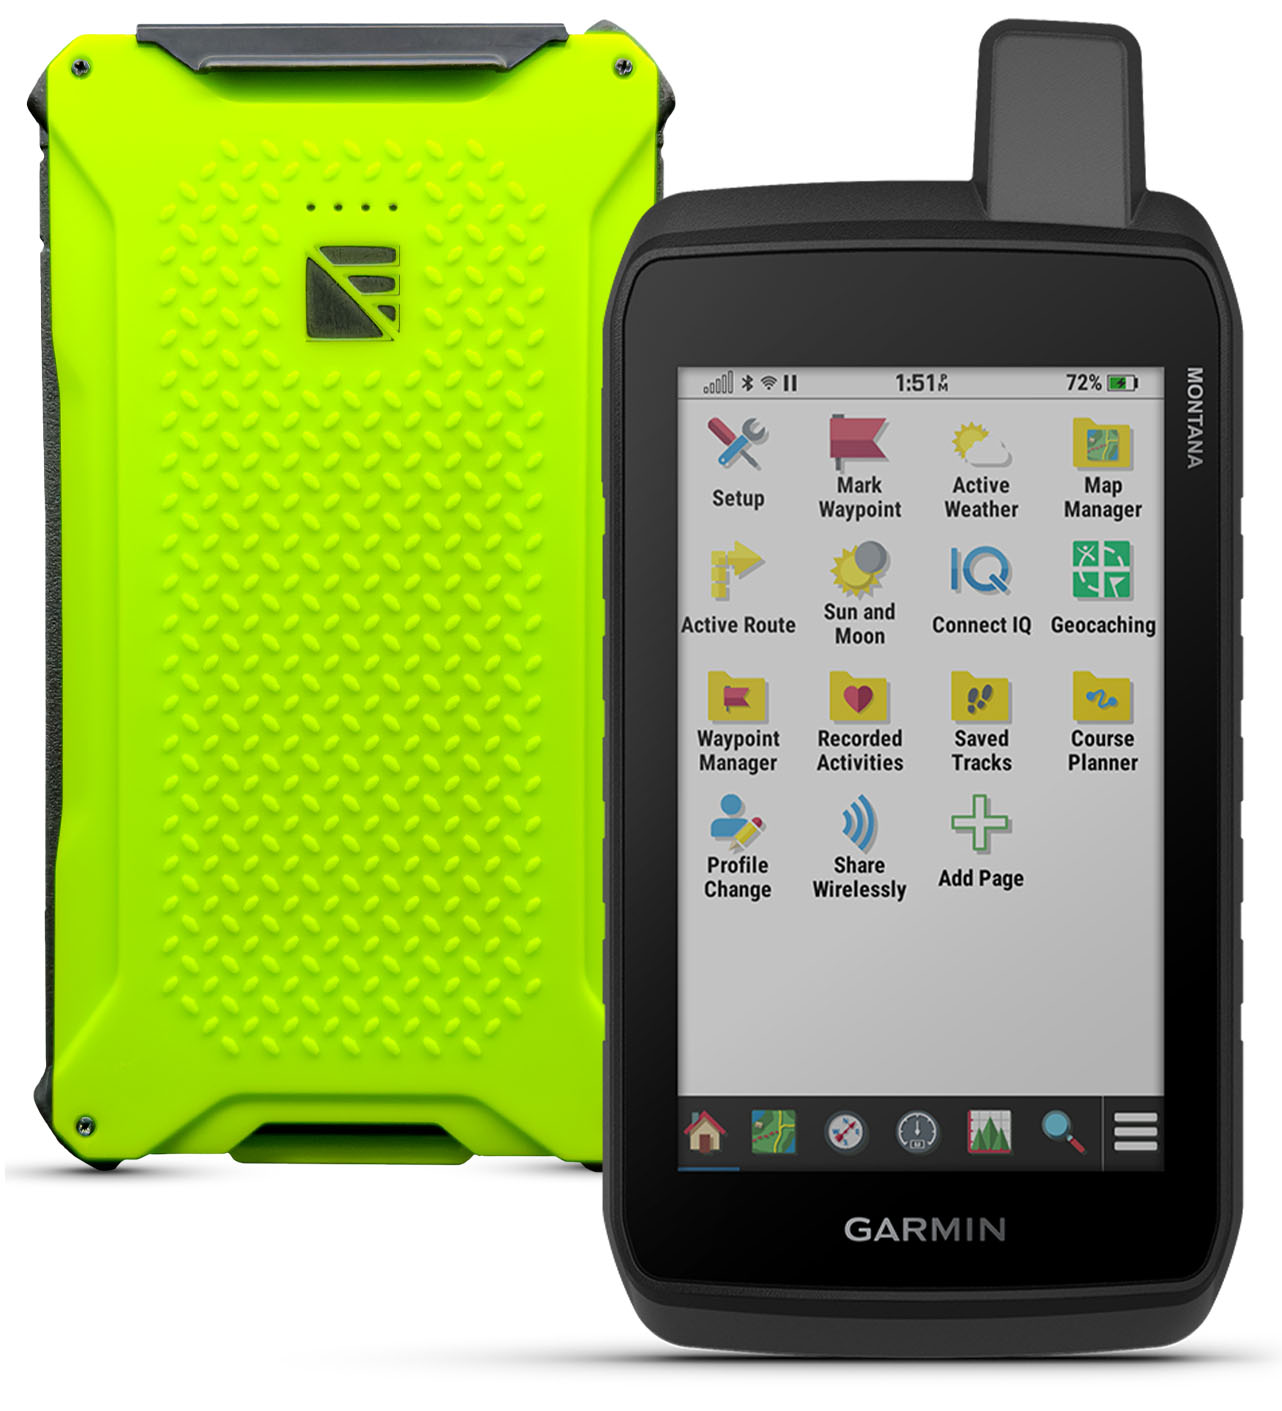 1:51 PM
72%
MONTANA
Setup
Mark
Waypoint
Active
Weather
Map
Manager
Active Route
Sun and
Moon
IQ
Connect IQ
Geocaching
Waypoint
Manager
Recorded
Activities
Saved
Tracks
Course
Planner
Profile
Change
Share
Wirelessly
Add Page
GARMIN